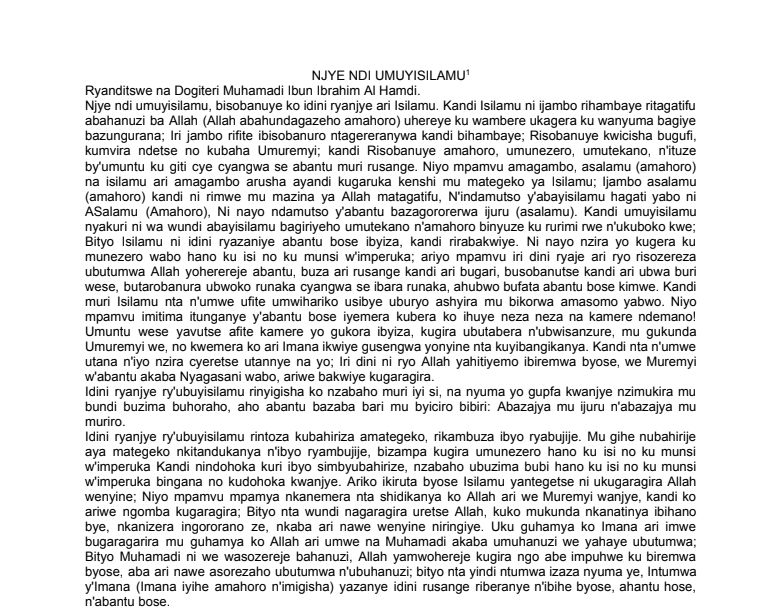 NJYE NDI UMUYISILAMU¹
Ryanditswe na Dogiteri Muhamadi Ibun Ibrahim Al Hamdi.
Njye ndi umuyisilamu, bisobanuye ko idini ryanjye ari Isilamu. Kandi Isilamu ni ijambo rihambaye ritagatifu
abahanuzi ba Allah (Allah abahundagazeho amahoro) uhereye ku wambere ukagera ku wanyuma bagiye
bazungurana; Iri jambo rifite ibisobanuro ntagereranywa kandi bihambaye; Risobanuye kwicisha bugufi,
kumvira ndetse no kubaha Umuremyi; kandi Risobanuye amahoro, umunezero, umutekano, n'ituze
by'umuntu ku giti cye cyangwa se abantu muri rusange. Niyo mpamvu amagambo, asalamu (amahoro)
na isilamu ari amagambo arusha ayandi kugaruka kenshi mu mategeko ya Isilamu; Ijambo asalamu
(amahoro) kandi ni rimwe mu mazina ya Allah matagatifu, N'indamutso y'abayisilamu hagati yabo ni
ASalamu (Amahoro), Ni nayo ndamutso y'abantu bazagororerwa ijuru (asalamu). Kandi umuyisilamu
nyakuri ni wa wundi abayisilamu bagiriyeho umutekano n'amahoro binyuze ku rurimi rwe n'ukuboko kwe;
Bityo Isilamu ni idini ryazaniye abantu bose ibyiza, kandi rirabakwiye. Ni nayo nzira yo kugera ku
munezero wabo hano ku isi no ku munsi w'imperuka; ariyo mpamvu iri dini ryaje ari ryo risozereza
ubutumwa Allah yoherereje abantu, buza ari rusange kandi ari bugari, busobanutse kandi ari ubwa buri
wese, butarobanura ubwoko runaka cyangwa se ibara runaka, ahubwo bufata abantu bose kimwe. Kandi
muri Isilamu nta n'umwe ufite umwihariko usibye uburyo ashyira mu bikorwa amasomo yabwo. Niyo
mpamvu imitima itunganye y'abantu bose iyemera kubera ko ihuye neza neza na kamere ndemano!
Umuntu wese yavutse afite kamere yo gukora ibyiza, kugira ubutabera n'ubwisanzure, mu gukunda
Umuremyi we, no kwemera ko ari Imana ikwiye gusengwa yonyine nta kuyibangikanya. Kandi nta n'umwe
utana n'iyo nzira cyeretse utannye na yo; Iri dini ni ryo Allah yahitiyemo ibiremwa byose, we Muremyi
w'abantu akaba Nyagasani wabo, ariwe bakwiye kugaragira.
Idini ryanjye ry'ubuyisilamu rinyigisha ko nzabaho muri iyi si, na nyuma yo gupfa kwanjye nzimukira mu
bundi buzima buhoraho, aho abantu bazaba bari mu byiciro bibiri: Abazajya mu ijuru n'abazajya mu
muriro.
Idini ryanjye ry'ubuyisilamu rintoza kubahiriza amategeko, rikambuza ibyo ryabujije. Mu gihe nubahirije
aya mategeko nkitandukanya n'ibyo ryambujije, bizampa kugira umunezero hano ku isi no ku munsi
w'imperuka Kandi nindohoka kuri ibyo simbyubahirize, nzabaho ubuzima bubi hano ku isi no ku munsi
w'imperuka bingana no kudohoka kwanjye. Ariko ikiruta byose Isilamu yantegetse ni ukugaragira Allah
wenyine; Niyo mpamvu mpamya nkanemera nta shidikanya ko Allah ari we Muremyi wanjye, kandi ko
ariwe ngomba kugaragira; Bityo nta wundi nagaragira uretse Allah, kuko mukunda nkanatinya ibihano
bye, nkanizera ingororano ze, nkaba ari nawe wenyine niringiye. Uku guhamya ko Imana ari imwe
bugaragarira mu guhamya ko Allah ari umwe na Muhamadi akaba umuhanuzi we yahaye ubutumwa;
Bityo Muhamadi ni we wasozereje bahanuzi, Allah yamwohereje kugira ngo abe impuhwe ku biremwa
byose, aba ari nawe asorezaho ubutumwa n'ubuhanuzi; bityo nta yindi ntumwa izaza nyuma ye, Intumwa
y'Imana (Imana iyihe amahoro n'imigisha) yazanye idini rusange riberanye n'ibihe byose, ahantu hose,
n'abantu bose.